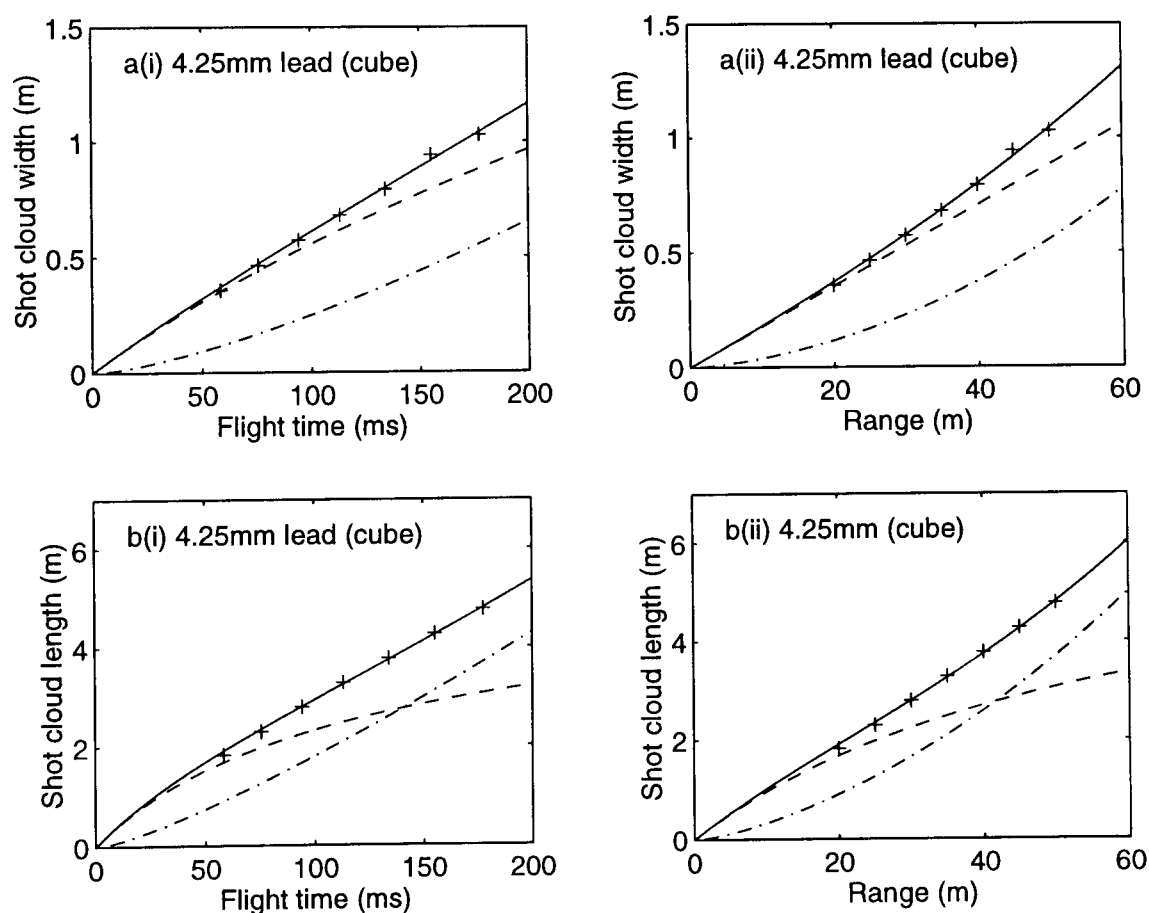 1.5
1
0.5
0
a(i) 4.25mm lead (cube)
Shot cloud width (m)
0 50 100 150 200
Flight time (ms)
1.5
1
0.5
0
a(ii) 4.25mm lead (cube)
Shot cloud width (m)
0 20 40 60
Range (m)
6
4
2
0
b(i) 4.25mm lead (cube)
Shot cloud length (m)
0 50 100 150 200
Flight time (ms)
6
4
2
0
b(ii) 4.25mm (cube)
Shot cloud length (m)
0 20 40 60
Range (m)